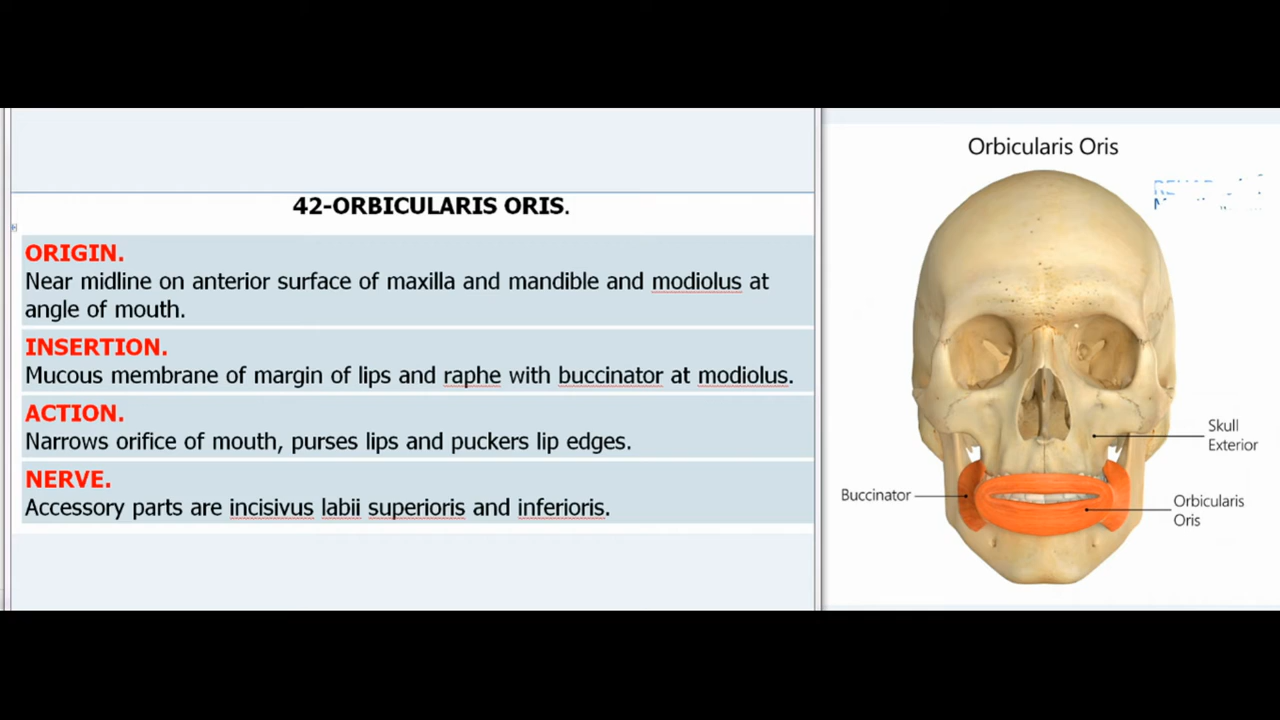 42-ORBICULARIS ORIS.
ORIGIN.
Near midline on anterior surface of maxilla and mandible and modiolus at
angle of mouth.
INSERTION.
Mucous membrane of margin of lips and raphe with buccinator at modiolus.
ACTION.
Narrows orifice of mouth, purses lips and puckers lip edges.
NERVE.
Accessory parts are incisivus labii superioris and inferioris.
Orbicularis Oris
Skull
Exterior
Buccinator
Orbicularis
Oris